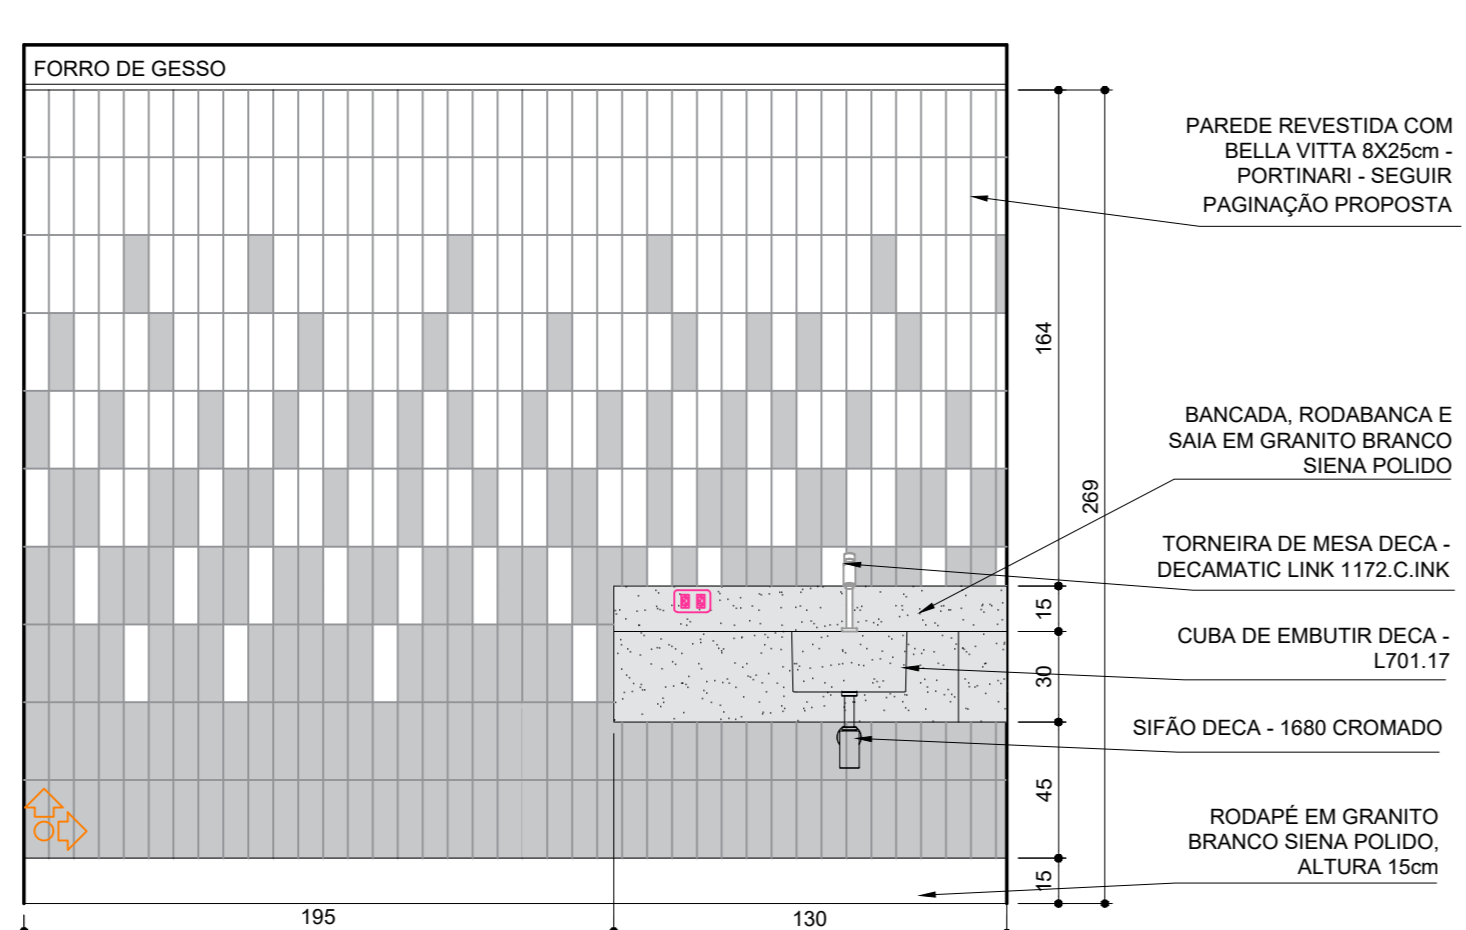 FORRO DE GESSO
PAREDE REVESTIDA COM
BELLA VITTA 8X25cm -
PORTINARI - SEGUIR
PAGINAÇÃO PROPOSTA
164
269
BANCADA, RODABANCA E
SAIA EM GRANITO BRANCO
SIENA POLIDO
TORNEIRA DE MESA DECA -
DECAMATIC LINK 1172.C.INK
15
CUBA DE EMBUTIR DECA -
L701.17
30
SIFÃO DECA - 1680 CROMADO
45
RODAPÉ EM GRANITO
BRANCO SIENA POLIDO,
ALTURA 15cm
15
195
130